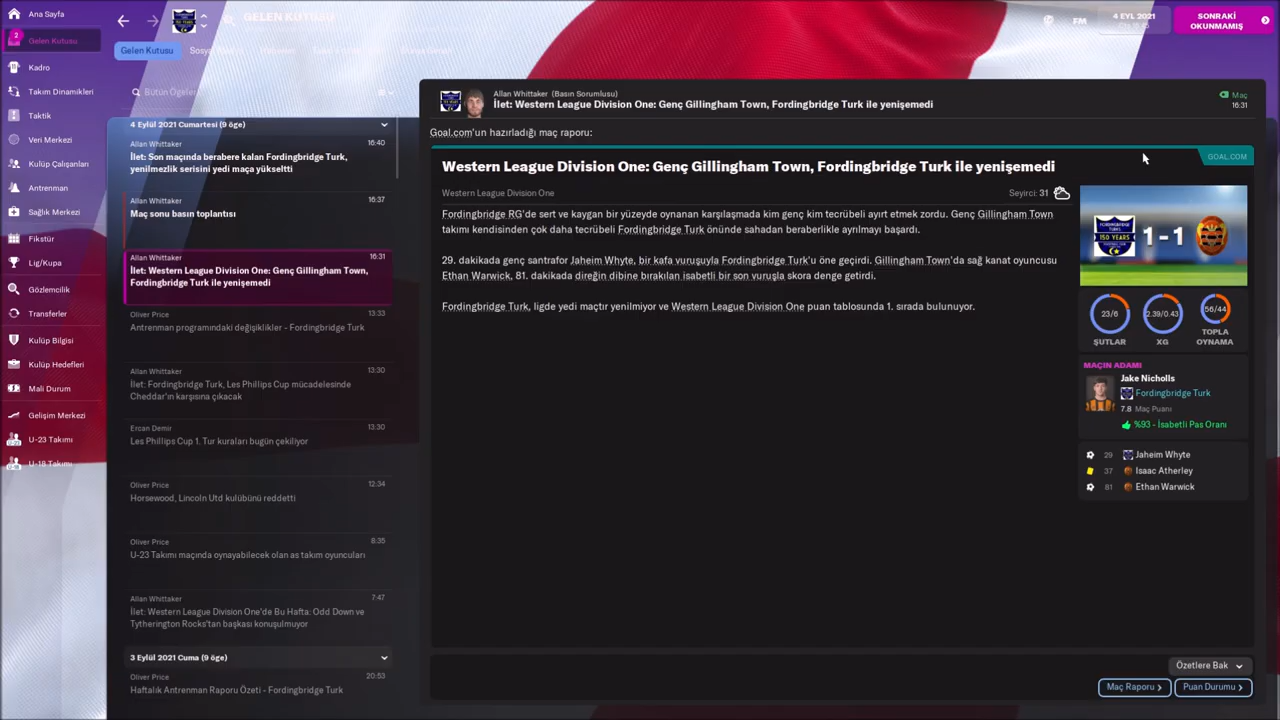 Ana Sayfa
2
Gelen Kutusu
Kadro
Takım Dinamikleri
Taktik
Veri Merkezi
Kulüp Çalışanları
Antrenman
Sağlık Merkezi
Fikstür
Lig/Kupa
Gözlemcilik
Transferler
Kulüp Bilgisi
Kulüp Hedefleri
Mali Durum
Gelişim Merkezi
U-23 Takımı
U-18 Takımı
150 YEARS
GELEN KUTUSU
FM
4 EYL 2021
SONRAKİ
OKUNMAMIŞ
Gelen Kutusu
Bütün Öğeler
4 Eylül 2021 Cumartesi (9 öge)
Allan Whittaker 16:40
İlet: Son maçında berabere kalan Fordingbridge Turk,
yenilmezlik serisini yedi maça yükseltti
Allan Whittaker 16:37
Maç sonu basın toplantısı
Allan Whittaker 16:31
İlet: Western League Division One: Genç Gillingham Town,
Fordingbridge Turk ile yenişemedi
Oliver Price 13:33
Antrenman programındaki değişiklikler - Fordingbridge Turk
Allan Whittaker 13:30
İlet: Fordingbridge Turk, Les Phillips Cup mücadelesinde
Cheddar'ın karşısına çıkacak
Ercan Demir 13:30
Les Phillips Cup 1. Tur kuraları bugün çekiliyor
Oliver Price 12:34
Horsewood, Lincoln Utd kulübünü reddetti
Oliver Price 8:35
U-23 Takımı maçında oynayabilecek olan as takım oyuncuları
Allan Whittaker 7:47
İlet: Western League Division One'de Bu Hafta: Odd Down ve
Tytherington Rocks'tan başkası konuşulmuyor
3 Eylül 2021 Cuma (9 öge)
Oliver Price 20:53
Haftalık Antrenman Raporu Özeti - Fordingbridge Turk
Allan Whittaker (Basın Sorumlusu)
İlet: Western League Division One: Genç Gillingham Town, Fordingbridge Turk ile yenişemedi
Maç
16:31
Goal.com'un hazırladığı maç raporu:
Western League Division One: Genç Gillingham Town, Fordingbridge Turk ile yenişemedi
GOAL.COM
Western League Division One
Seyirci: 31
Fordingbridge RG'de sert ve kaygan bir yüzeyde oynanan karşılaşmada kim genç kim tecrübeli ayırt etmek zordu. Genç Gillingham Town
takımı kendisinden çok daha tecrübeli Fordingbridge Turk önünde sahadan beraberlikle ayrılmayı başardı.
29. dakikada genç santrafor Jaheim Whyte, bir kafa vuruşuyla Fordingbridge Turk'u öne geçirdi. Gillingham Town'da sağ kanat oyuncusu
Ethan Warwick, 81. dakikada direğin dibine bırakılan isabetli bir son vuruşla skora denge getirdi.
Fordingbridge Turk, ligde yedi maçtır yenilmiyor ve Western League Division One puan tablosunda 1. sırada bulunuyor.
150 YEARS
1 - 1
23/6
2.39/0.43
56/44
ŞUTLAR
XG
TOPLA
OYNAMA
MAÇIN ADAMI
Jake Nicholls
Fordingbridge Turk
7.8 Maç Puanı
%93 - İsabetli Pas Oranı
29 Jaheim Whyte
37 Isaac Atherley
81 Ethan Warwick
Özetlere Bak
Maç Raporu
Puan Durumu